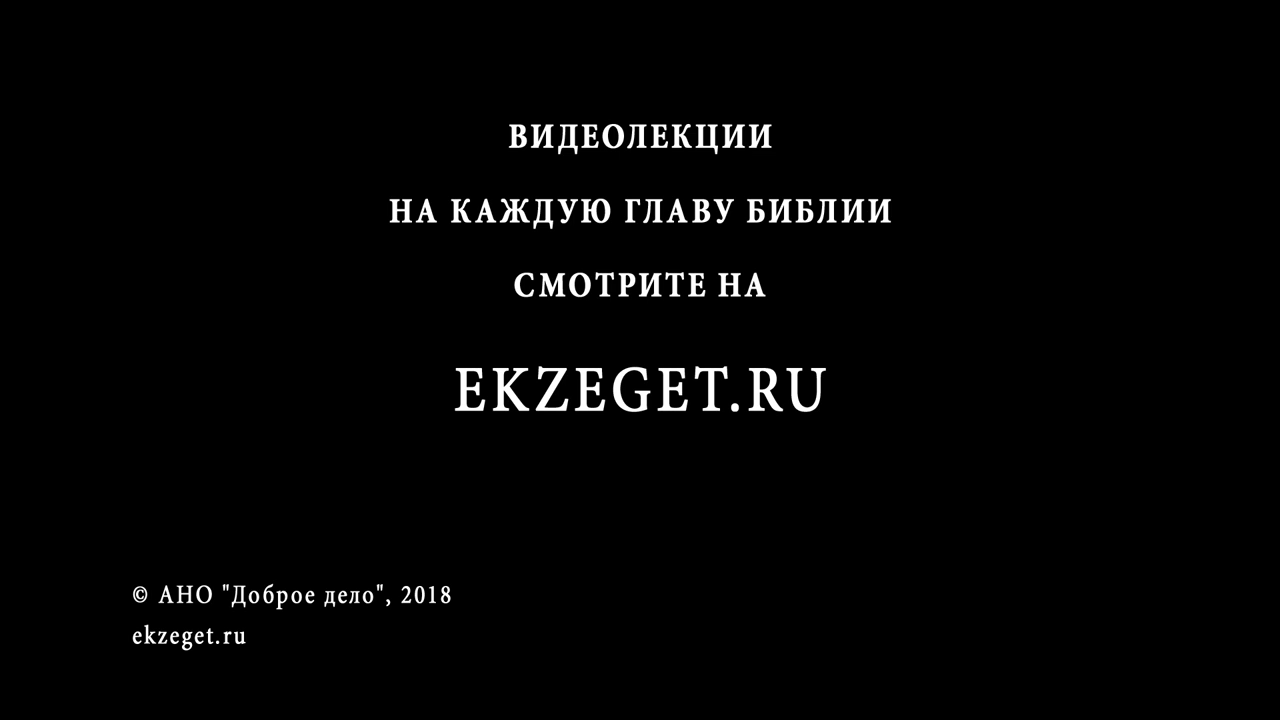 ВИДЕОЛЕКЦИИ
НА КАЖДУЮ ГЛАВУ БИБЛИИ
СМОТРИТЕ НА
EKZEGET.RU
© АНО "Доброе дело", 2018
ekzeget.ru